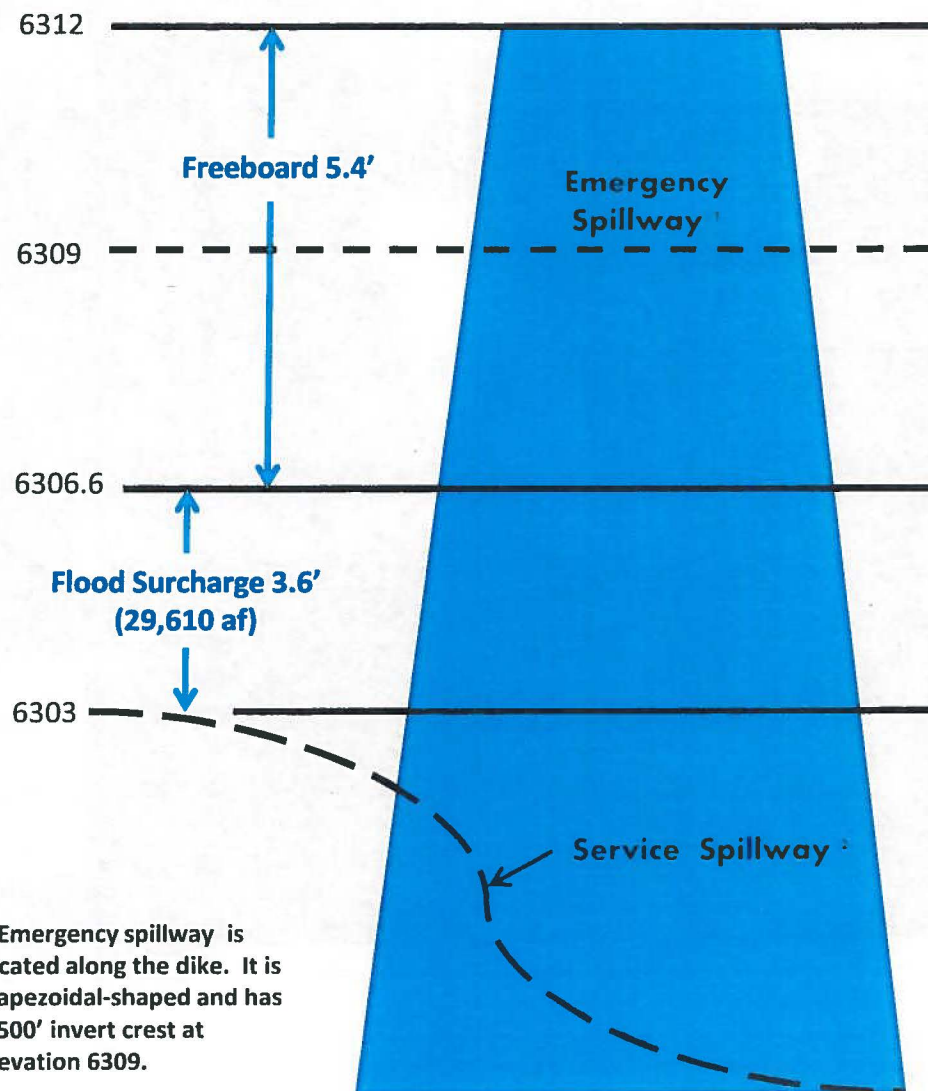 6312
Freeboard 5.4’
Emergency
Spillway ¹
6309
6306.6
Flood Surcharge 3.6’
(29,610 af)
6303
Service Spillway ²
Emergency spillway is
cated along the dike. It is
apezoidal-shaped and has
500’ invert crest at
evation 6309.